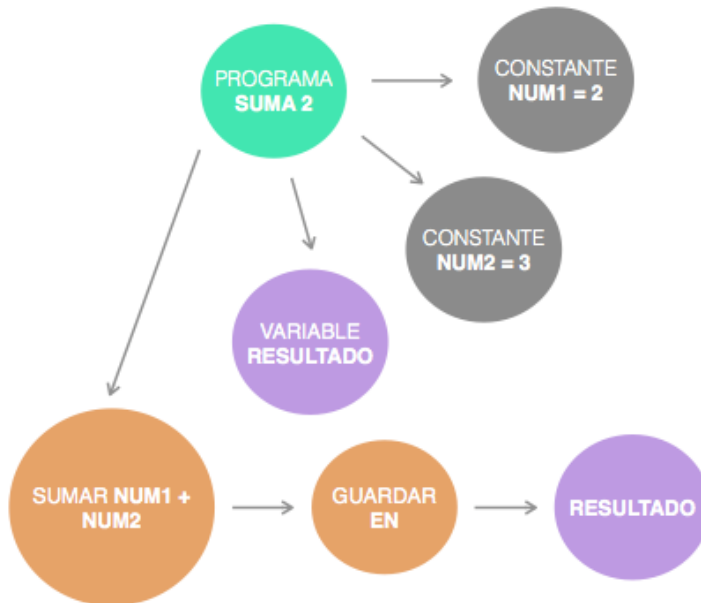 PROGRAMA
SUMA 2
CONSTANTE
NUM1 = 2
CONSTANTE
NUM2 = 3
VARIABLE
RESULTADO
SUMAR NUM1 +
NUM2
GUARDAR
EN
RESULTADO